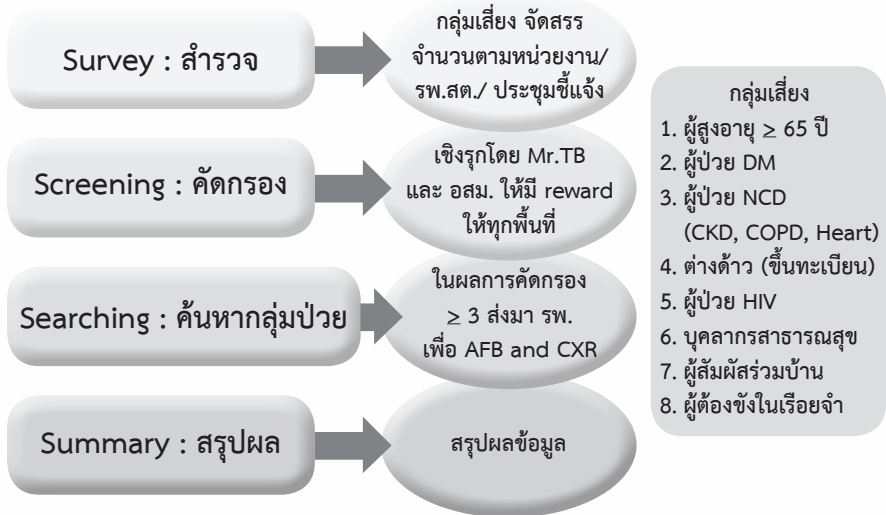 Survey : สำรวจ
กลุ่มเสี่ยง จัดสรร
จำนวนตามหน่วยงาน/
รพ.สต./ ประชุมชี้แจ้ง
Screening : คัดกรอง
เชิงรุกโดย Mr.TB
และ อสม. ให้มี reward
ให้ทุกพื้นที่
Searching : ค้นหากลุ่มป่วย
ในผลการคัดกรอง
≥ 3 ส่งมา รพ.
เพื่อ AFB and CXR
Summary : สรุปผล
สรุปผลข้อมูล
กลุ่มเสี่ยง
1. ผู้สูงอายุ ≥ 65 ปี
2. ผู้ป่วย DM
3. ผู้ป่วย NCD
(CKD, COPD, Heart)
4. ต่างด้าว (ขึ้นทะเบียน)
5. ผู้ป่วย HIV
6. บุคลากรสาธารณสุข
7. ผู้สัมผัสร่วมบ้าน
8. ผู้ต้องขังในเรือยจำ